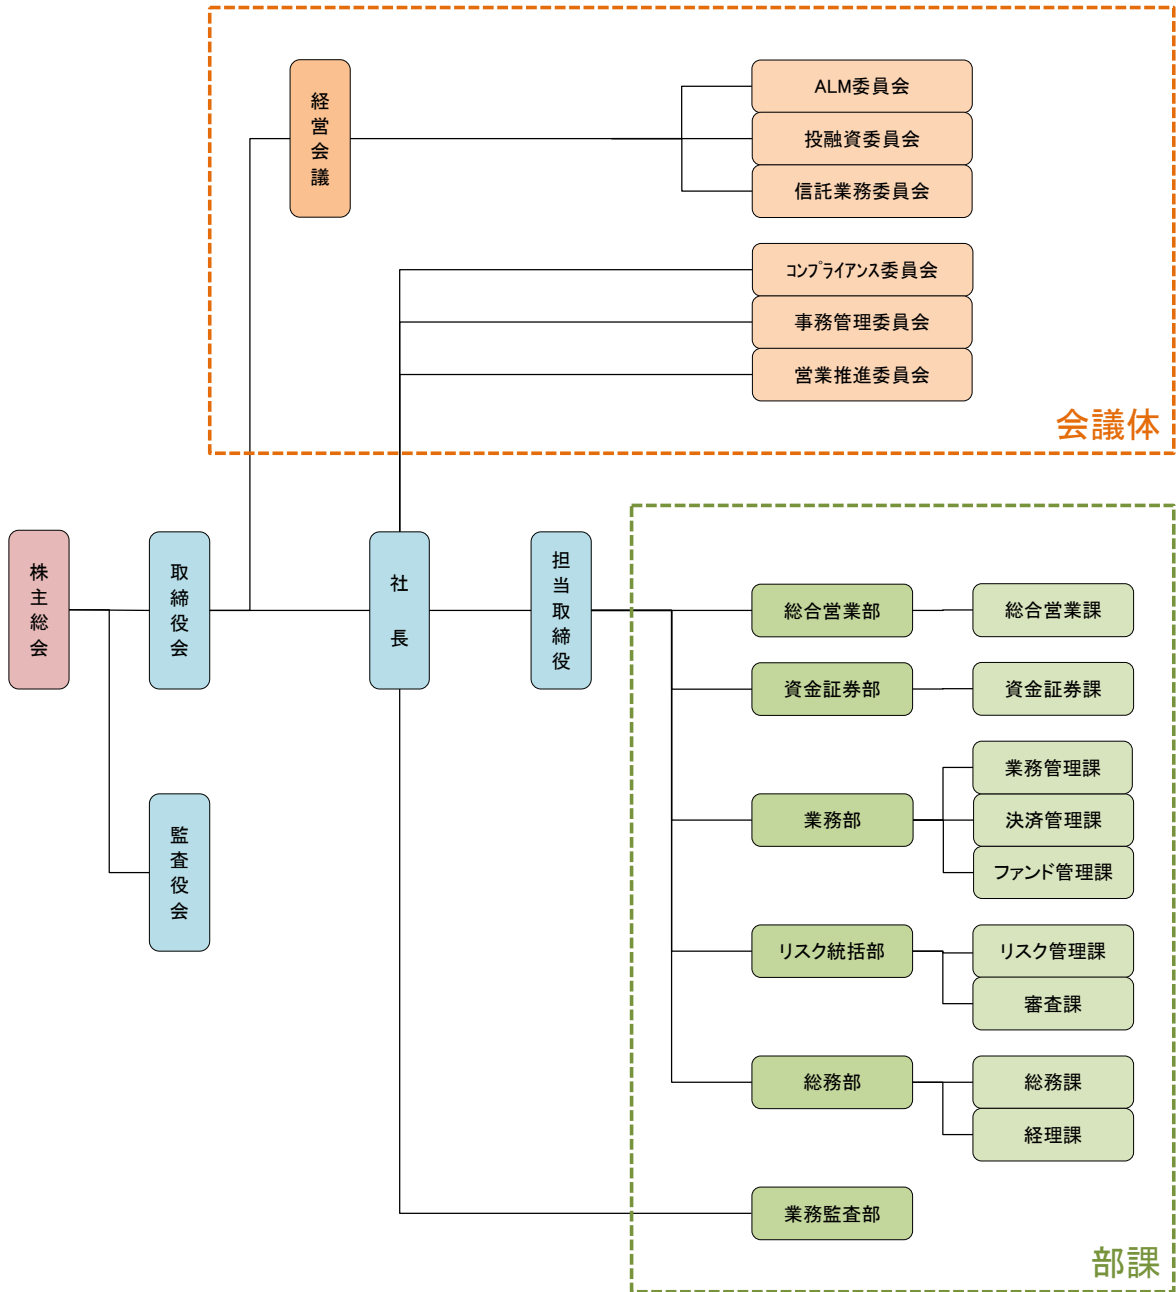 経営会議
ALM委員会
投融資委員会
信託業務委員会
コンプライアンス委員会
事務管理委員会
営業推進委員会
会議体
株主総会
取締役会
社長
担当取締役
監査役会
総合営業部
総合営業課
資金証券部
資金証券課
業務部
業務管理課
決済管理課
ファンド管理課
リスク統括部
リスク管理課
審査課
総務部
総務課
経理課
業務監査部
部課